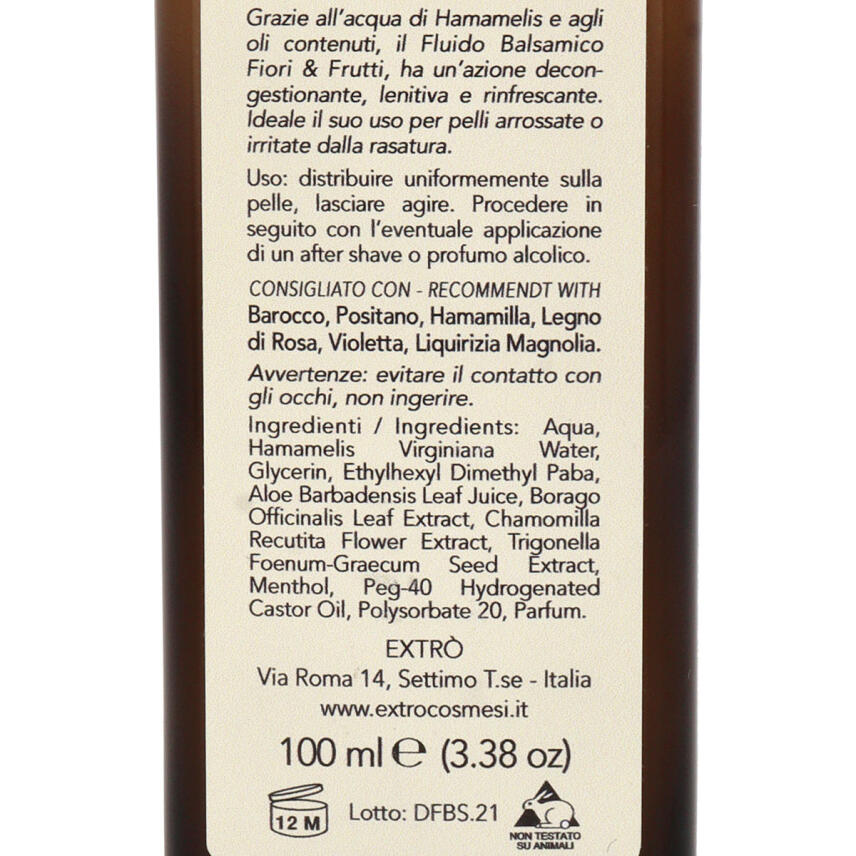 Grazie all'acqua di Hamamelis e agli
oli contenuti, il Fluido Balsamico
Fiori & Frutti, ha un'azione decon-
gestionante, lenitiva e rinfrescante.
Ideale il suo uso per pelli arrossate o
irritate dalla rasatura.
Uso: distribuire uniformemente sulla
pelle, lasciare agire. Procedere in
seguito con l'eventuale applicazione
di un after shave o profumo alcolico.
CONSIGLIATO CON - RECOMMENDT WITH
Barocco, Positano, Hamamilla, Legno
di Rosa, Violetta, Liquirizia Magnolia.
Avvertenze: evitare il contatto con
gli occhi, non ingerire.
Ingredienti / Ingredients: Aqua,
Hamamelis Virginiana Water,
Glycerin, Ethylhexyl Dimethyl Paba,
Aloe Barbadensis Leaf Juice, Borago
Officinalis Leaf Extract, Chamomilla
Recutita Flower Extract, Trigonella
Foenum-Graecum Seed Extract,
Menthol, Peg-40 Hydrogenated
Castor Oil, Polysorbate 20, Parfum.
EXTRÒ
Via Roma 14, Settimo T.se - Italia
www.extrocosmesi.it
100 ml ℮ (3.38 oz)
12 M
Lotto: DFBS.21
NON TESTATO
SU ANIMALI